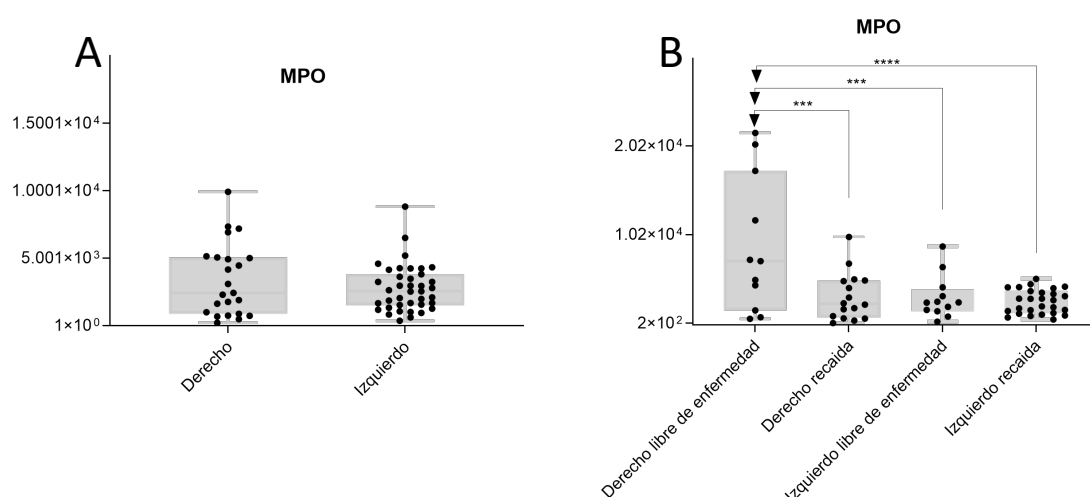 A
MPO
1.5001×10⁴
1.0001×10⁴
5.001×10³
1×10⁰
Derecho
Izquierdo
B
MPO
****
***
***
2.02×10⁴
1.02×10⁴
2×10²
Derecho libre de enfermedad
Derecho recaida
Izquierdo libre de enfermedad
Izquierdo recaida